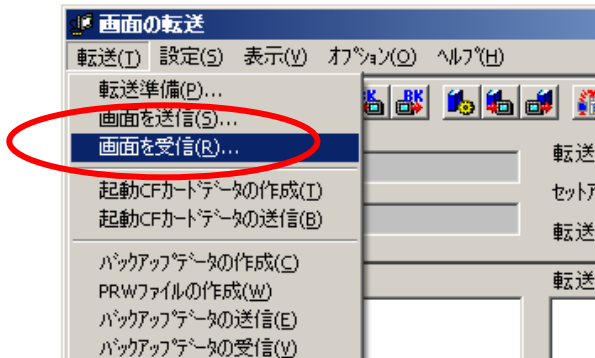 画面の転送
転送(T) 設定(S) 表示(V) オプション(O) ヘルプ(H)
転送準備(P)...
画面を送信(S)...
画面を受信(R)...
起動CFカードデータの作成(T)
起動CFカードデータの送信(B)
バックアップデータの作成(C)
PRWファイルの作成(W)
バックアップデータの送信(E)
バックアップデータの受信(V)
BK
BK
転送
セットア
転送
転送